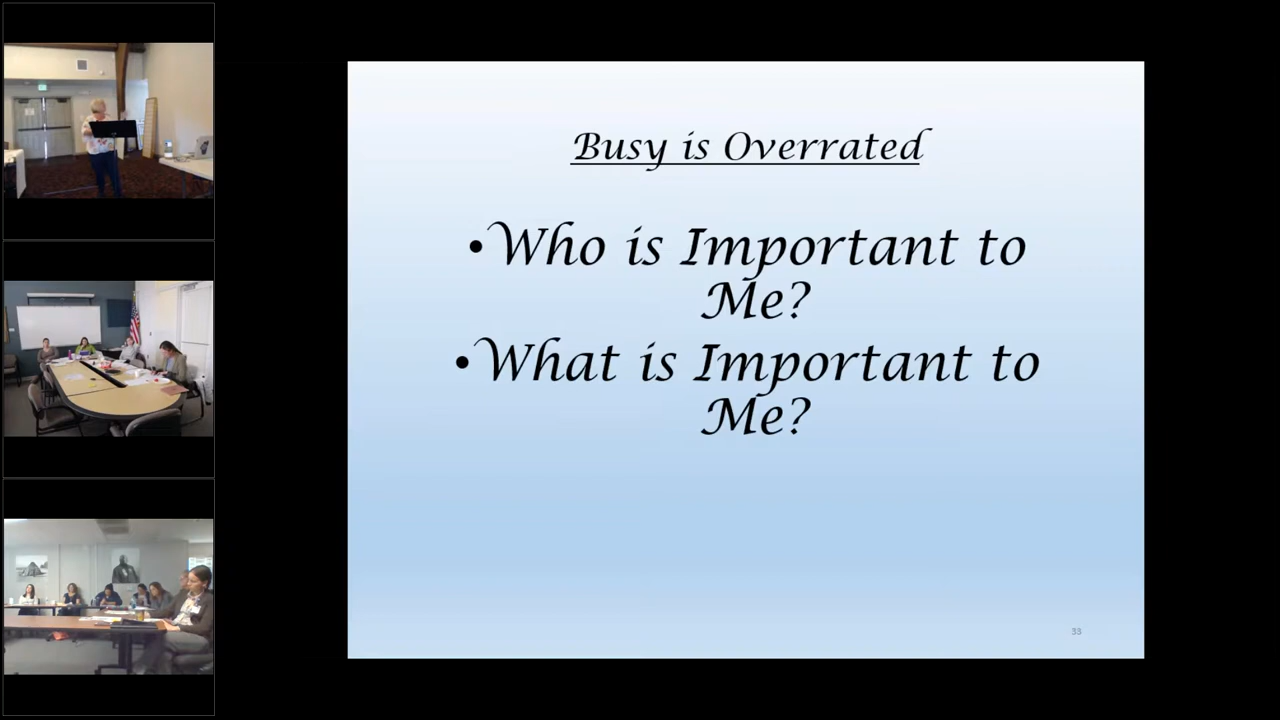 Busy is Overrated
•Who is Important to
Me?
•What is Important to
Me?
33